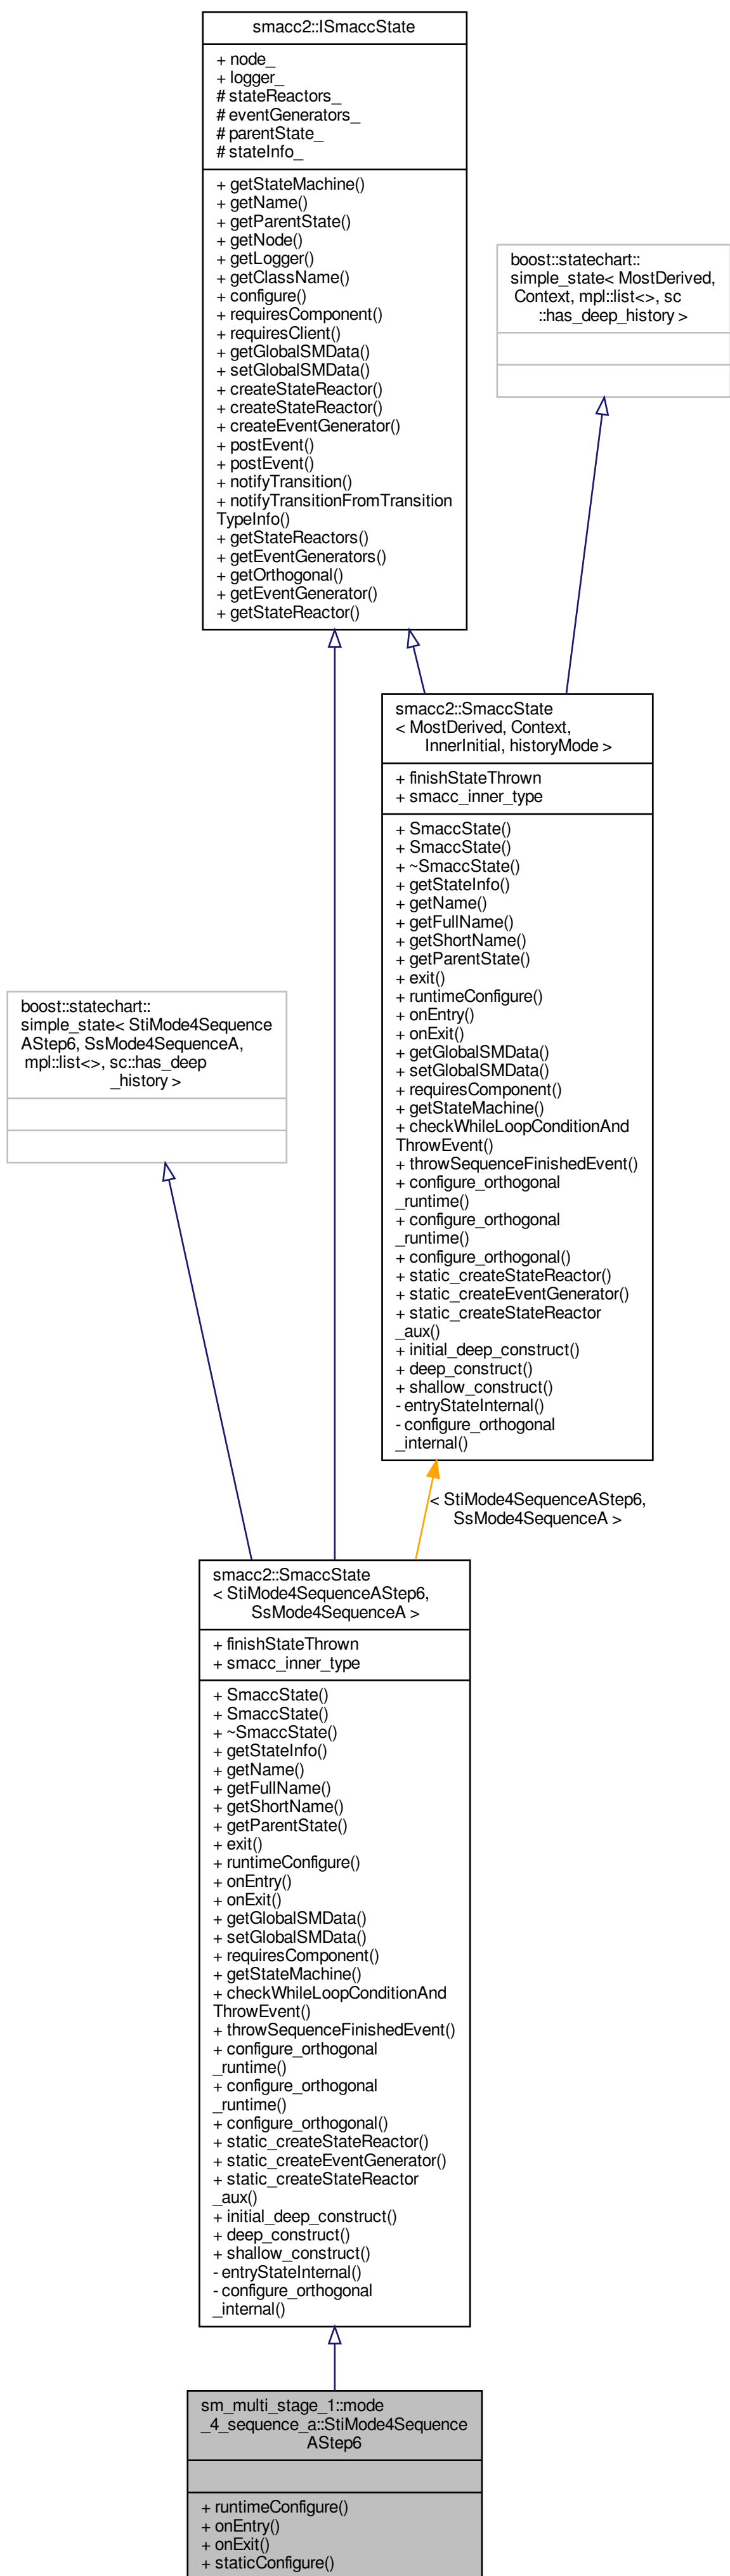 smacc2::ISmaccState
+ node_
+ logger_
# stateReactors_
# eventGenerators_
# parentState_
# stateInfo_
+ getStateMachine()
+ getName()
+ getParentState()
+ getNode()
+ getLogger()
+ getClassName()
+ configure()
+ requiresComponent()
+ requiresClient()
+ getGlobalSMData()
+ setGlobalSMData()
+ createStateReactor()
+ createStateReactor()
+ createEventGenerator()
+ postEvent()
+ postEvent()
+ notifyTransition()
+ notifyTransitionFromTransition
TypeInfo()
+ getStateReactors()
+ getEventGenerators()
+ getOrthogonal()
+ getEventGenerator()
+ getStateReactor()
boost::statechart::
simple_state< MostDerived,
Context, mpl::list<>, sc
::has_deep_history >
smacc2::SmaccState
< MostDerived, Context,
InnerInitial, historyMode >
+ finishStateThrown
+ smacc_inner_type
+ SmaccState()
+ SmaccState()
+ ~SmaccState()
+ getStateInfo()
+ getName()
+ getFullName()
+ getShortName()
+ getParentState()
+ exit()
+ runtimeConfigure()
+ onEntry()
+ onExit()
+ getGlobalSMData()
+ setGlobalSMData()
+ requiresComponent()
+ getStateMachine()
+ checkWhileLoopConditionAnd
ThrowEvent()
+ throwSequenceFinishedEvent()
+ configure_orthogonal
_runtime()
+ configure_orthogonal
_runtime()
+ configure_orthogonal()
+ static_createStateReactor()
+ static_createEventGenerator()
+ static_createStateReactor
_aux()
+ initial_deep_construct()
+ deep_construct()
+ shallow_construct()
- entryStateInternal()
- configure_orthogonal
_internal()
boost::statechart::
simple_state< StiMode4Sequence
AStep6, SsMode4SequenceA,
mpl::list<>, sc::has_deep
_history >
< StiMode4SequenceAStep6,
SsMode4SequenceA >
smacc2::SmaccState
< StiMode4SequenceAStep6,
SsMode4SequenceA >
+ finishStateThrown
+ smacc_inner_type
+ SmaccState()
+ SmaccState()
+ ~SmaccState()
+ getStateInfo()
+ getName()
+ getFullName()
+ getShortName()
+ getParentState()
+ exit()
+ runtimeConfigure()
+ onEntry()
+ onExit()
+ getGlobalSMData()
+ setGlobalSMData()
+ requiresComponent()
+ getStateMachine()
+ checkWhileLoopConditionAnd
ThrowEvent()
+ throwSequenceFinishedEvent()
+ configure_orthogonal
_runtime()
+ configure_orthogonal
_runtime()
+ configure_orthogonal()
+ static_createStateReactor()
+ static_createEventGenerator()
+ static_createStateReactor
_aux()
+ initial_deep_construct()
+ deep_construct()
+ shallow_construct()
- entryStateInternal()
- configure_orthogonal
_internal()
sm_multi_stage_1::mode
_4_sequence_a::StiMode4Sequence
AStep6
+ runtimeConfigure()
+ onEntry()
+ onExit()
+ staticConfigure()